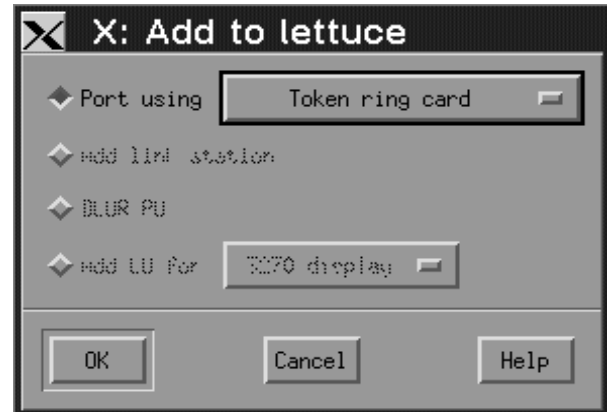 X: Add to lettuce
Port using Token ring card
Add link station
DLUR PU
Add LU for 3270 display
OK Cancel Help